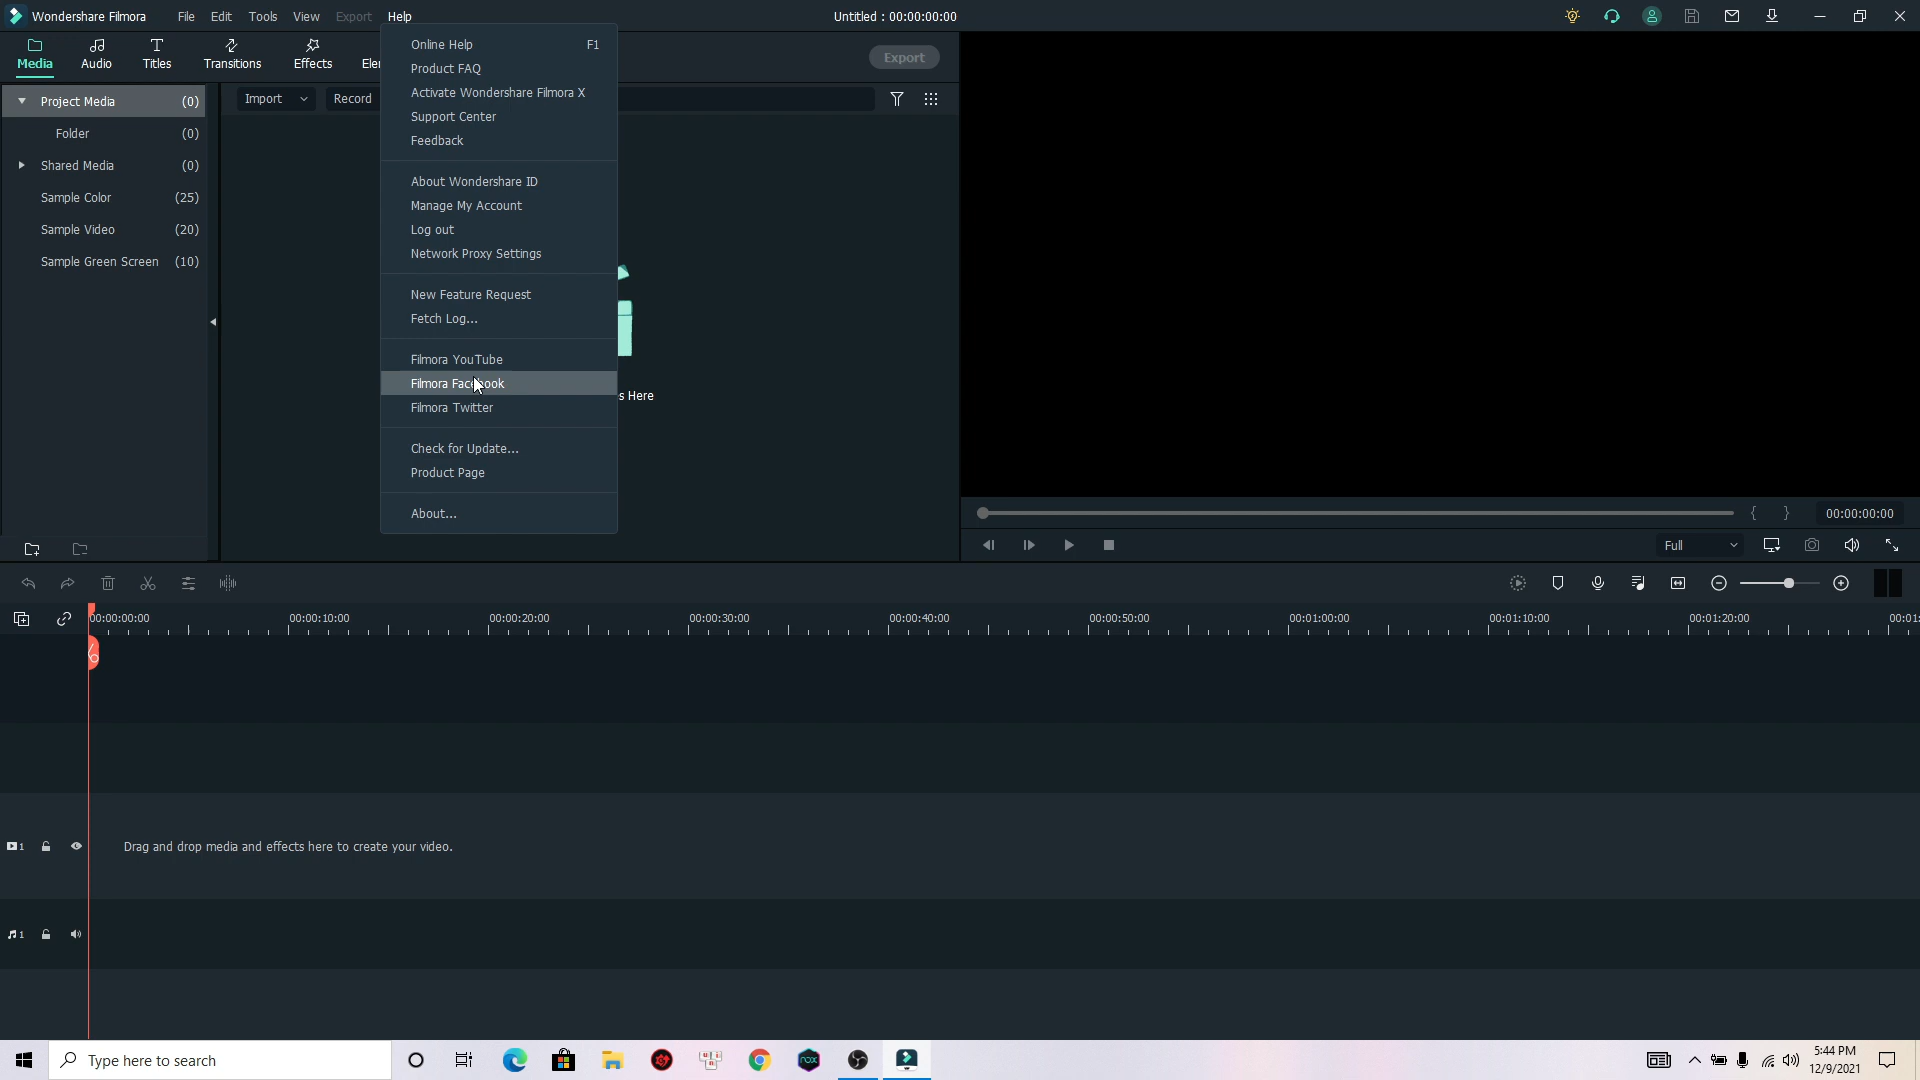 Wondershare Filmora File Edit Tools View Export Help Untitled : 00:00:00:00
Media Audio Titles Transitions Effects Export
Import Record
Project Media (0)
Folder (0)
Shared Media (0)
Sample Color (25)
Sample Video (20)
Sample Green Screen (10)
Online Help F1
Product FAQ
Activate Wondershare Filmora X
Support Center
Feedback
About Wondershare ID
Manage My Account
Log out
Network Proxy Settings
New Feature Request
Fetch Log...
Filmora YouTube
Filmora Facebook
Filmora Twitter
Check for Update...
Product Page
About...
s Here
{ } 00:00:00:00
Full
00:00:00:00 00:00:10:00 00:00:20:00 00:00:30:00 00:00:40:00 00:00:50:00 00:01:00:00 00:01:10:00 00:01:20:00 00:01:
1 Drag and drop media and effects here to create your video.
1
Type here to search
nox
5:44 PM
12/9/2021